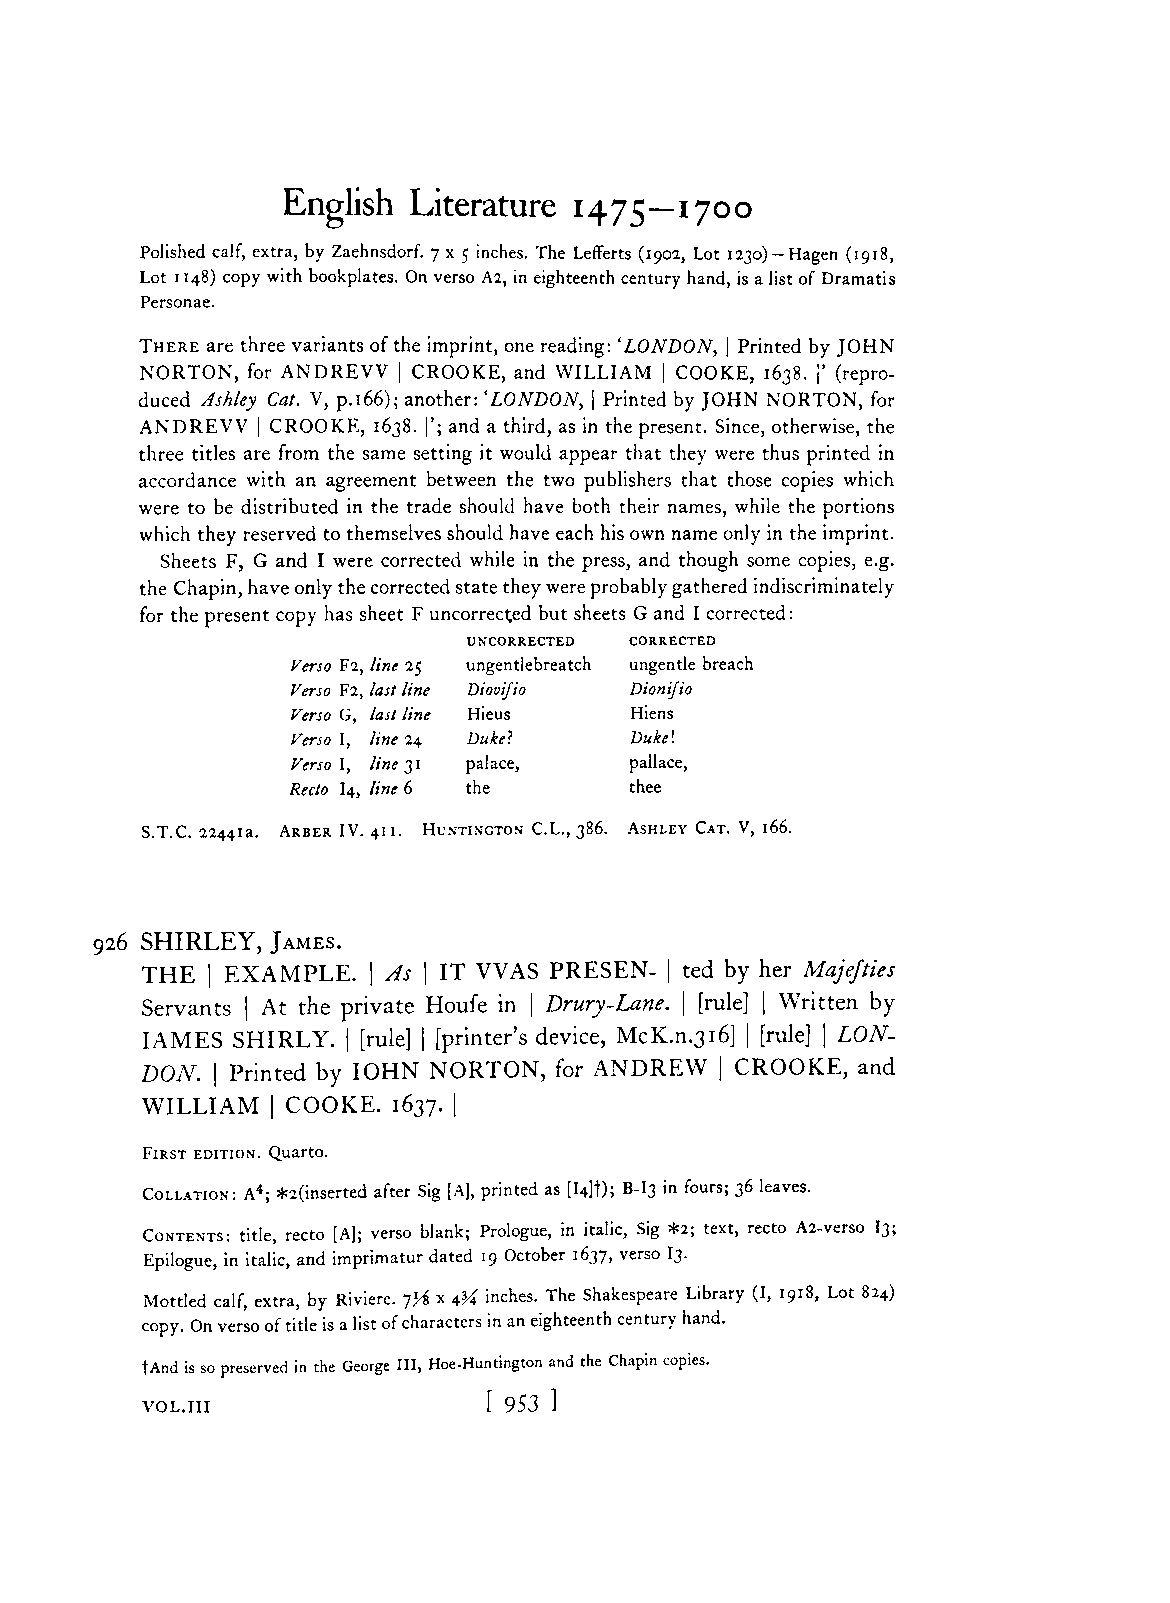 English Literature 1475—1700
Polished calf, extra, by Zaehnsdorf. 7 x 5 inches. The Lefferts (1902, Lot 1230)—Hagen (1918,
Lot 1148) copy with bookplates. On verso A2, in eighteenth century hand, is a list of Dramatis
Personae.
THERE are three variants of the imprint, one reading: ‘LONDON, | Printed by JOHN
NORTON, for ANDREVV | CROOKE, and WILLIAM | COOKE, 1638. |’ (repro-
duced Ashley Cat. V, p.166); another: ‘LONDON, | Printed by JOHN NORTON, for
ANDREVV | CROOKE, 1638. |’; and a third, as in the present. Since, otherwise, the
three titles are from the same setting it would appear that they were thus printed in
accordance with an agreement between the two publishers that those copies which
were to be distributed in the trade should have both their names, while the portions
which they reserved to themselves should have each his own name only in the imprint.
Sheets F, G and I were corrected while in the press, and though some copies, e.g.
the Chapin, have only the corrected state they were probably gathered indiscriminately
for the present copy has sheet F uncorrected but sheets G and I corrected:
UNCORRECTED CORRECTED
Verso F2, line 25 ungentlebreatch ungentle breach
Verso F2, last line Dioviſio Dioniſio
Verso G, last line Hieus Hiens
Verso I, line 24 Duke? Duke!
Verso I, line 31 palace, pallace,
Recto I4, line 6 the thee
S.T.C. 22441a. ARBER IV. 411. HUNTINGTON C.L., 386. ASHLEY CAT. V, 166.
926 SHIRLEY, JAMES.
THE | EXAMPLE. | As | IT VVAS PRESEN- | ted by her Majeſties
Servants | At the private Houſe in | Drury-Lane. | [rule] | Written by
IAMES SHIRLY. | [rule] | [printer’s device, McK.n.316] | [rule] | LON-
DON. | Printed by IOHN NORTON, for ANDREW | CROOKE, and
WILLIAM | COOKE. 1637. |
FIRST EDITION. Quarto.
COLLATION: A⁴; *2(inserted after Sig [A], printed as [I4]†); B-I3 in fours; 36 leaves.
CONTENTS: title, recto [A]; verso blank; Prologue, in italic, Sig *2; text, recto A2-verso I3;
Epilogue, in italic, and imprimatur dated 19 October 1637, verso I3.
Mottled calf, extra, by Riviere. 7⅛ x 4¾ inches. The Shakespeare Library (I, 1918, Lot 824)
copy. On verso of title is a list of characters in an eighteenth century hand.
†And is so preserved in the George III, Hoe-Huntington and the Chapin copies.
VOL.III [ 953 ]